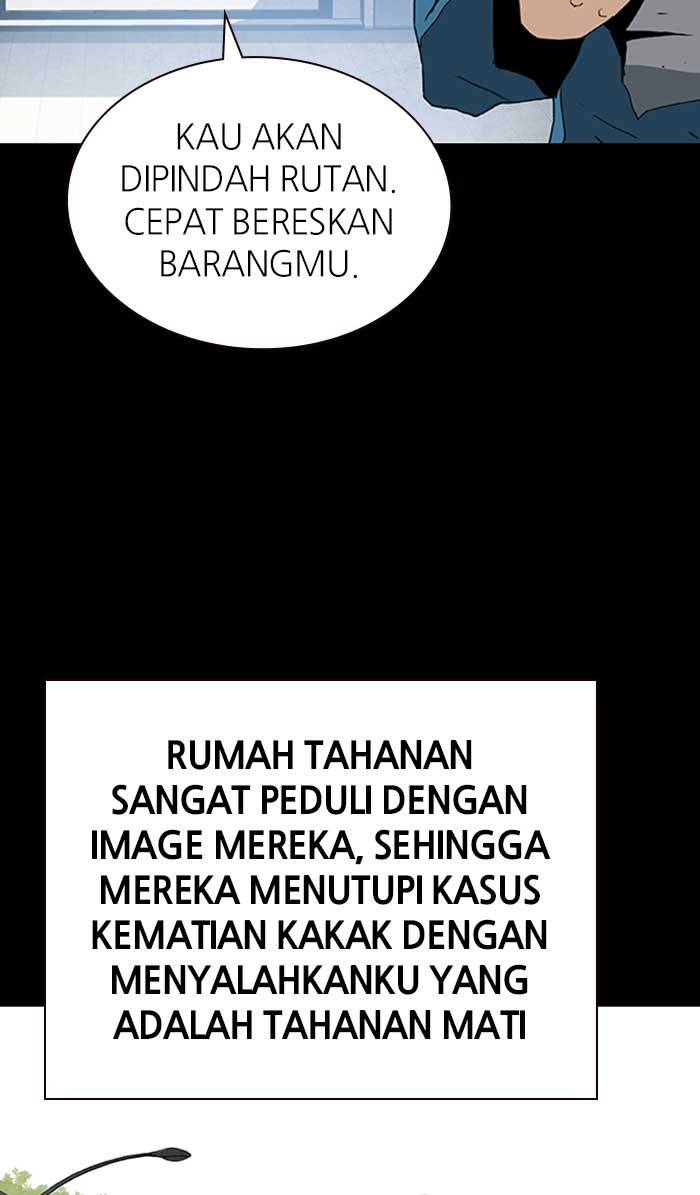 KAU AKAN
DIPINDAH RUTAN.
CEPAT BERESKAN
BARANGMU.
RUMAH TAHANAN
SANGAT PEDULI DENGAN
IMAGE MEREKA, SEHINGGA
MEREKA MENUTUPI KASUS
KEMATIAN KAKAK DENGAN
MENYALAHKANKU YANG
ADALAH TAHANAN MATI